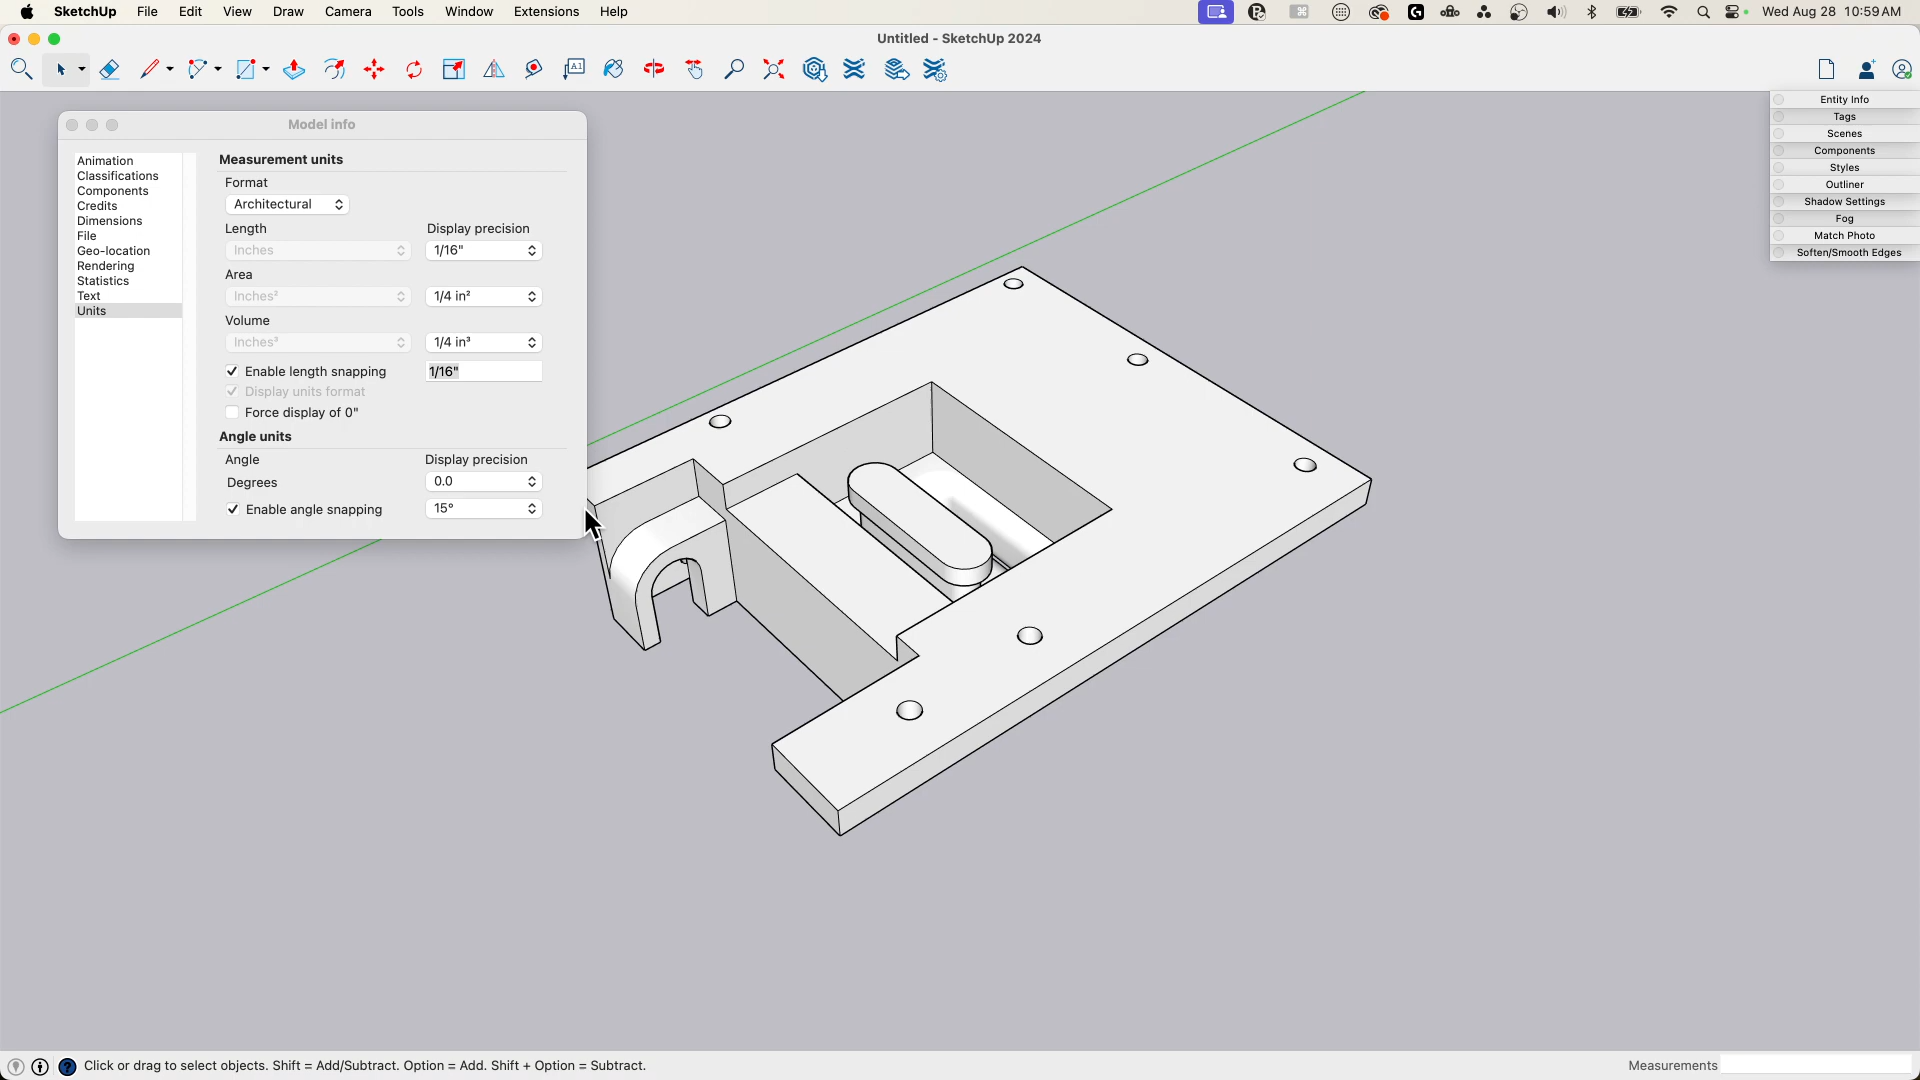 SketchUp File Edit View Draw Camera Tools Window Extensions Help Wed Aug 28 10:59 AM
Untitled - SketchUp 2024
A1
Entity Info
Tags
Scenes
Components
Styles
Outliner
Shadow Settings
Fog
Match Photo
Soften/Smooth Edges
Model info
Animation
Classifications
Components
Credits
Dimensions
File
Geo-location
Rendering
Statistics
Text
Units
Measurement units
Format
Architectural
Length Display precision
Inches 1/16"
Area
Inches² 1/4 in²
Volume
Inches³ 1/4 in³
Enable length snapping 1/16"
Display units format
Force display of 0"
Angle units
Angle Display precision
Degrees 0.0
Enable angle snapping 15°
Click or drag to select objects. Shift = Add/Subtract. Option = Add. Shift + Option = Subtract. Measurements